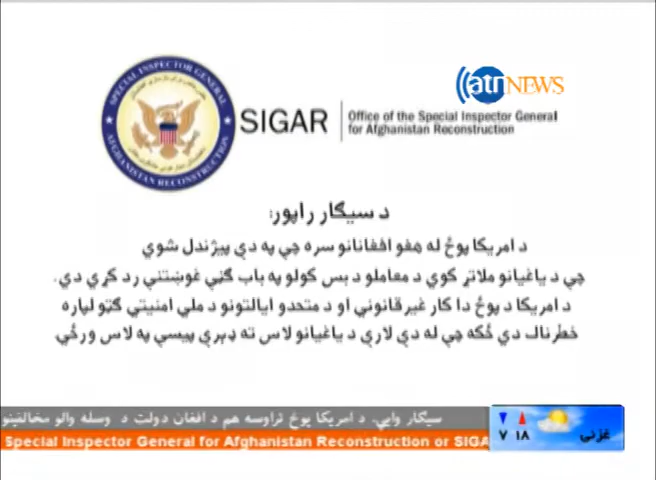 atn NEWS
SPECIAL INSPECTOR GENERAL
AFGHANISTAN RECONSTRUCTION
SIGAR
Office of the Special Inspector General
for Afghanistan Reconstruction
د سیګار راپور:
د امریکا پوځ له هغو افغانانو سره چې په دې پیژندل شوي
چې د یاغیانو ملاتړ کوي د معاملو د بس کولو په باب ګڼې غوښتنې رد کړې دي.
د امریکا د پوځ دا کار غیرقانوني او د متحدو ایالتونو د ملي امنیتي ګټو لپاره
خطرناک دي ځکه چې له دې لارې د یاغیانو لاس ته ډېرې پیسې په لاس ورځي.
سیګار وایي، د امریکا پوځ تراوسه هم د افغان دولت د وسله والو مخالفینو
Special Inspector General for Afghanistan Reconstruction or SIGA
۷ ۱۸
غزني